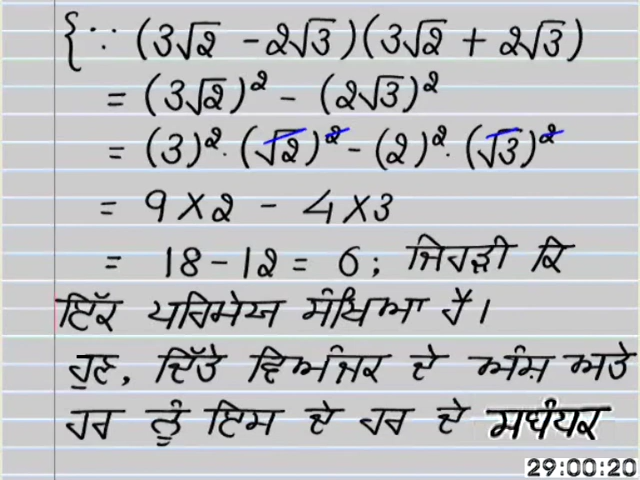 {∵ (3√2 - 2√3)(3√2 + 2√3)
= (3√2)² - (2√3)²
= (3)²·(√2)² - (2)²·(√3)²
= 9×2 - 4×3
= 18-12 = 6; ਜਿਹੜੀ ਕਿ
ਇੱਕ ਪਰਿਮੇਯ ਸੰਖਿਆ ਹੈ।
ਹੁਣ, ਦਿੱਤੇ ਵਿਅੰਜਕ ਦੇ ਅੰਸ਼ ਅਤੇ
ਹਰ ਨੂੰ ਇਸ ਦੇ ਹਰ ਦੇ
29:00:20